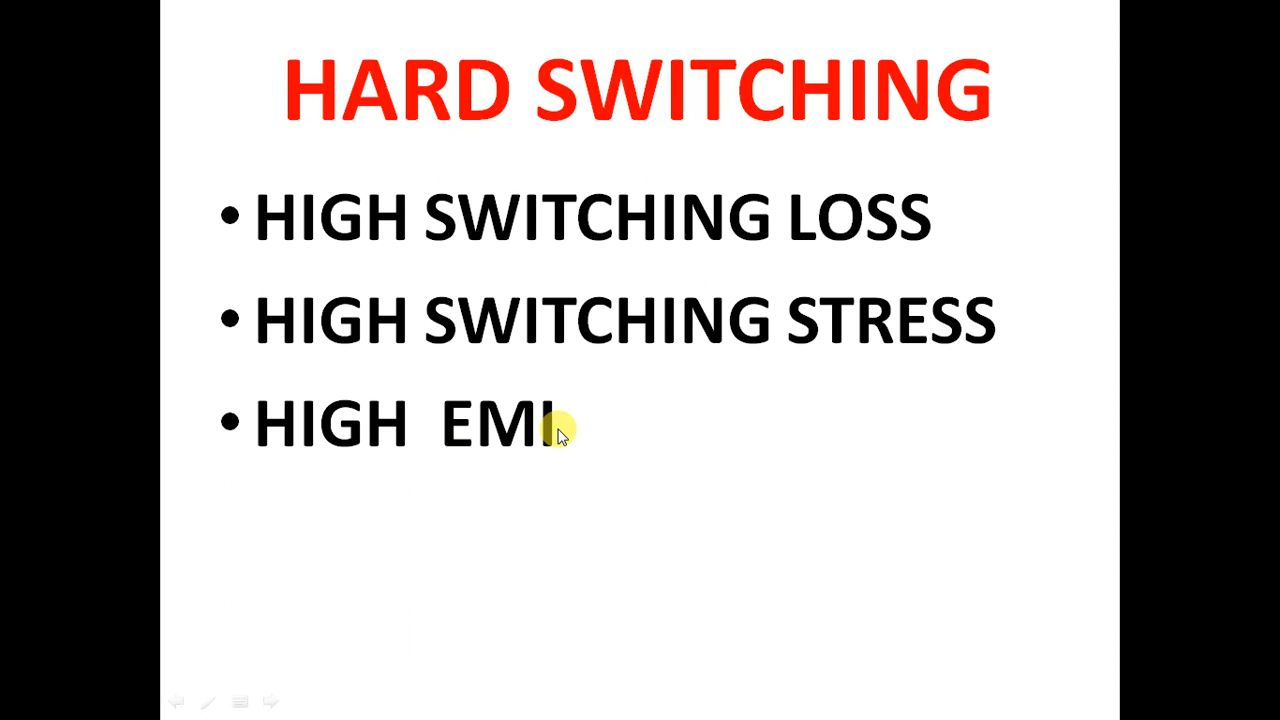 HARD SWITCHING
• HIGH SWITCHING LOSS
• HIGH SWITCHING STRESS
• HIGH  EMI